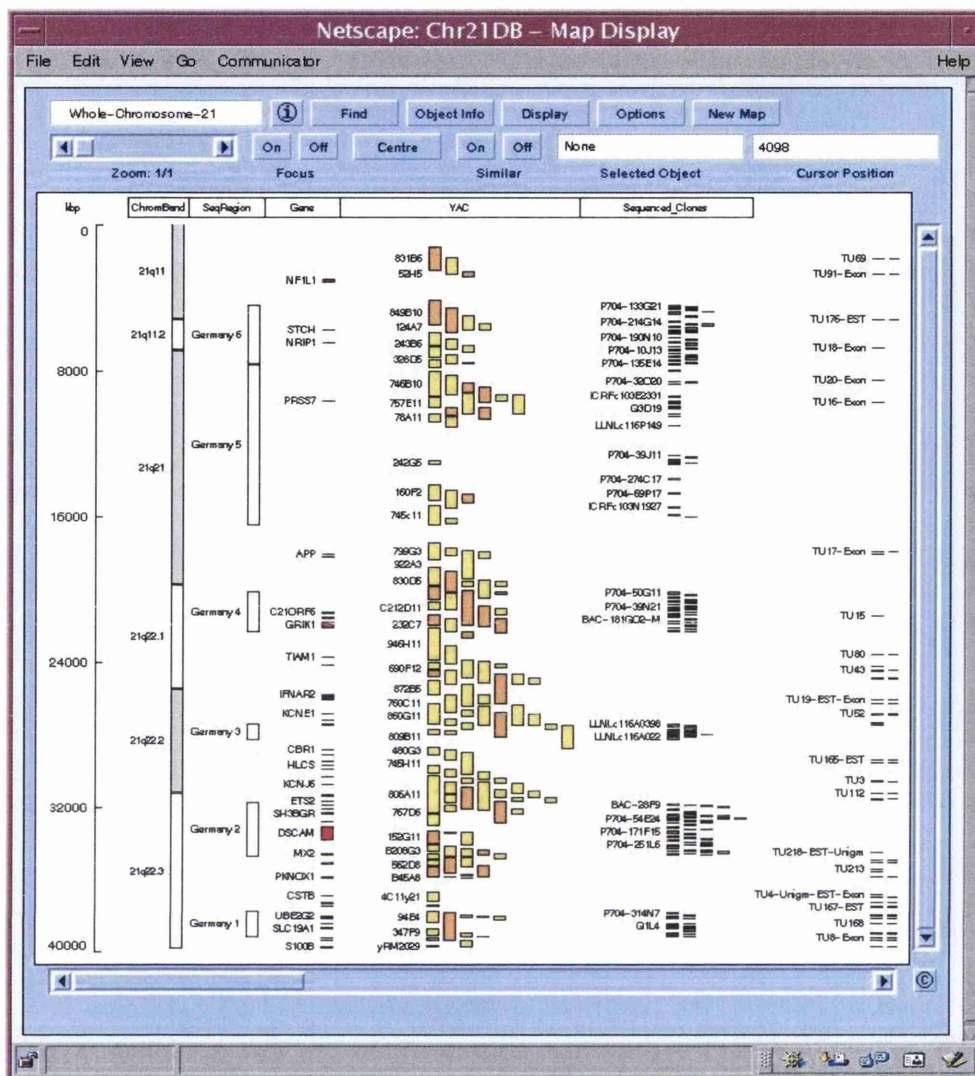 Netscape: Chr21DB – Map Display
File Edit View Go Communicator Help
Whole-Chromosome-21 Find Object Info Display Options New Map
On Off Centre On Off None 4098
Zoom: 1/1 Focus Similar Selected Object Cursor Position
kbp ChromBand SeqRegion Gene YAC Sequenced_Clones
0
8000
16000
24000
32000
40000
21q11
21q11.2
21q21
21q22.1
21q22.2
21q22.3
Germany 6
Germany 5
Germany 4
Germany 3
Germany 2
Germany 1
NF1L1
STCH
NRIP1
PRSS7
APP
C21ORF6
GRIK1
TIAM1
IFNAR2
KCNE1
CBR1
HLCS
KCNJ6
ETS2
SH3BGR
DSCAM
MX2
PKNOX1
CSTB
UBE2G2
SLC19A1
S100B
831B6
52H5
849B10
124A7
243B6
326D5
746B10
757E11
78A11
242G5
160F2
745c11
799G3
922A3
830D5
C212D11
232C7
946H11
690F12
872B5
760C11
860G11
809B11
480G3
745H11
806A11
767D6
152G11
B208G3
562D8
B45A8
4C11y21
94E4
347F9
yRM2029
P704-133G21
P704-214G14
P704-190N10
P704-10J13
P704-135E14
P704-32O20
ICRFc103E2331
Q3D19
LLNLc116P149
P704-39J11
P704-274C17
P704-69P17
ICRFc103N1927
P704-50G11
P704-39N21
LLNLc116A0398
LLNLc116A022
BAC-28F9
P704-54E24
P704-171F15
P704-251L6
P704-314N7
Q1L4
TU69
TU91-Exon
TU176-EST
TU18-Exon
TU20-Exon
TU16-Exon
TU17-Exon
TU15
TU80
TU43
TU19-EST-Exon
TU52
TU165-EST
TU3
TU112
TU218-EST-Unigm
TU213
TU4-Unigm-EST-Exon
TU167-EST
TU168
TU8-Exon